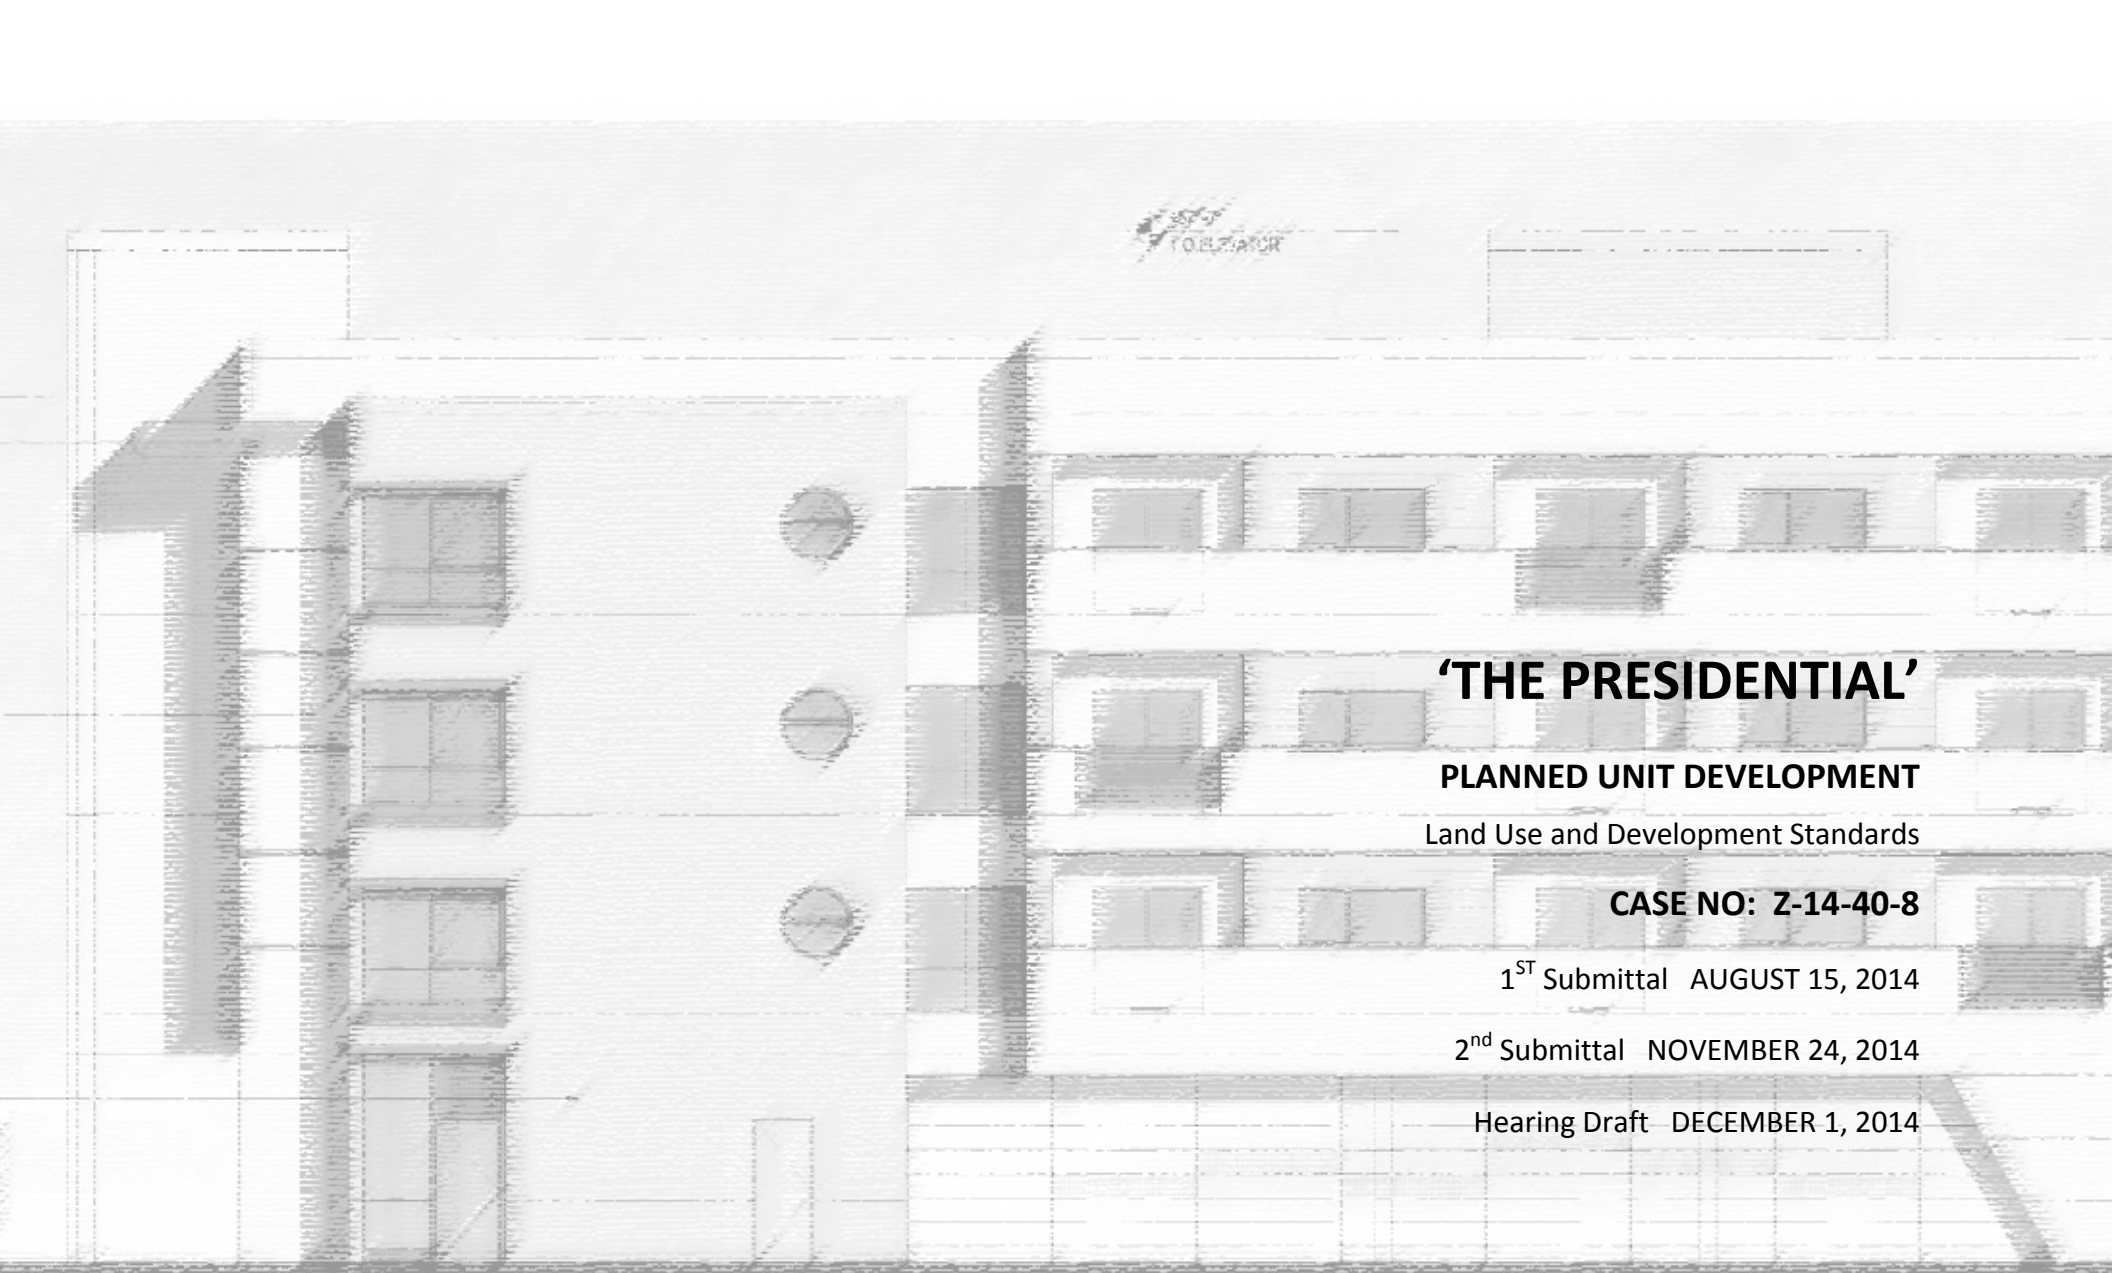 ‘THE PRESIDENTIAL’
PLANNED UNIT DEVELOPMENT
Land Use and Development Standards
CASE NO: Z-14-40-8
1ST Submittal AUGUST 15, 2014
2nd Submittal NOVEMBER 24, 2014
Hearing Draft DECEMBER 1, 2014